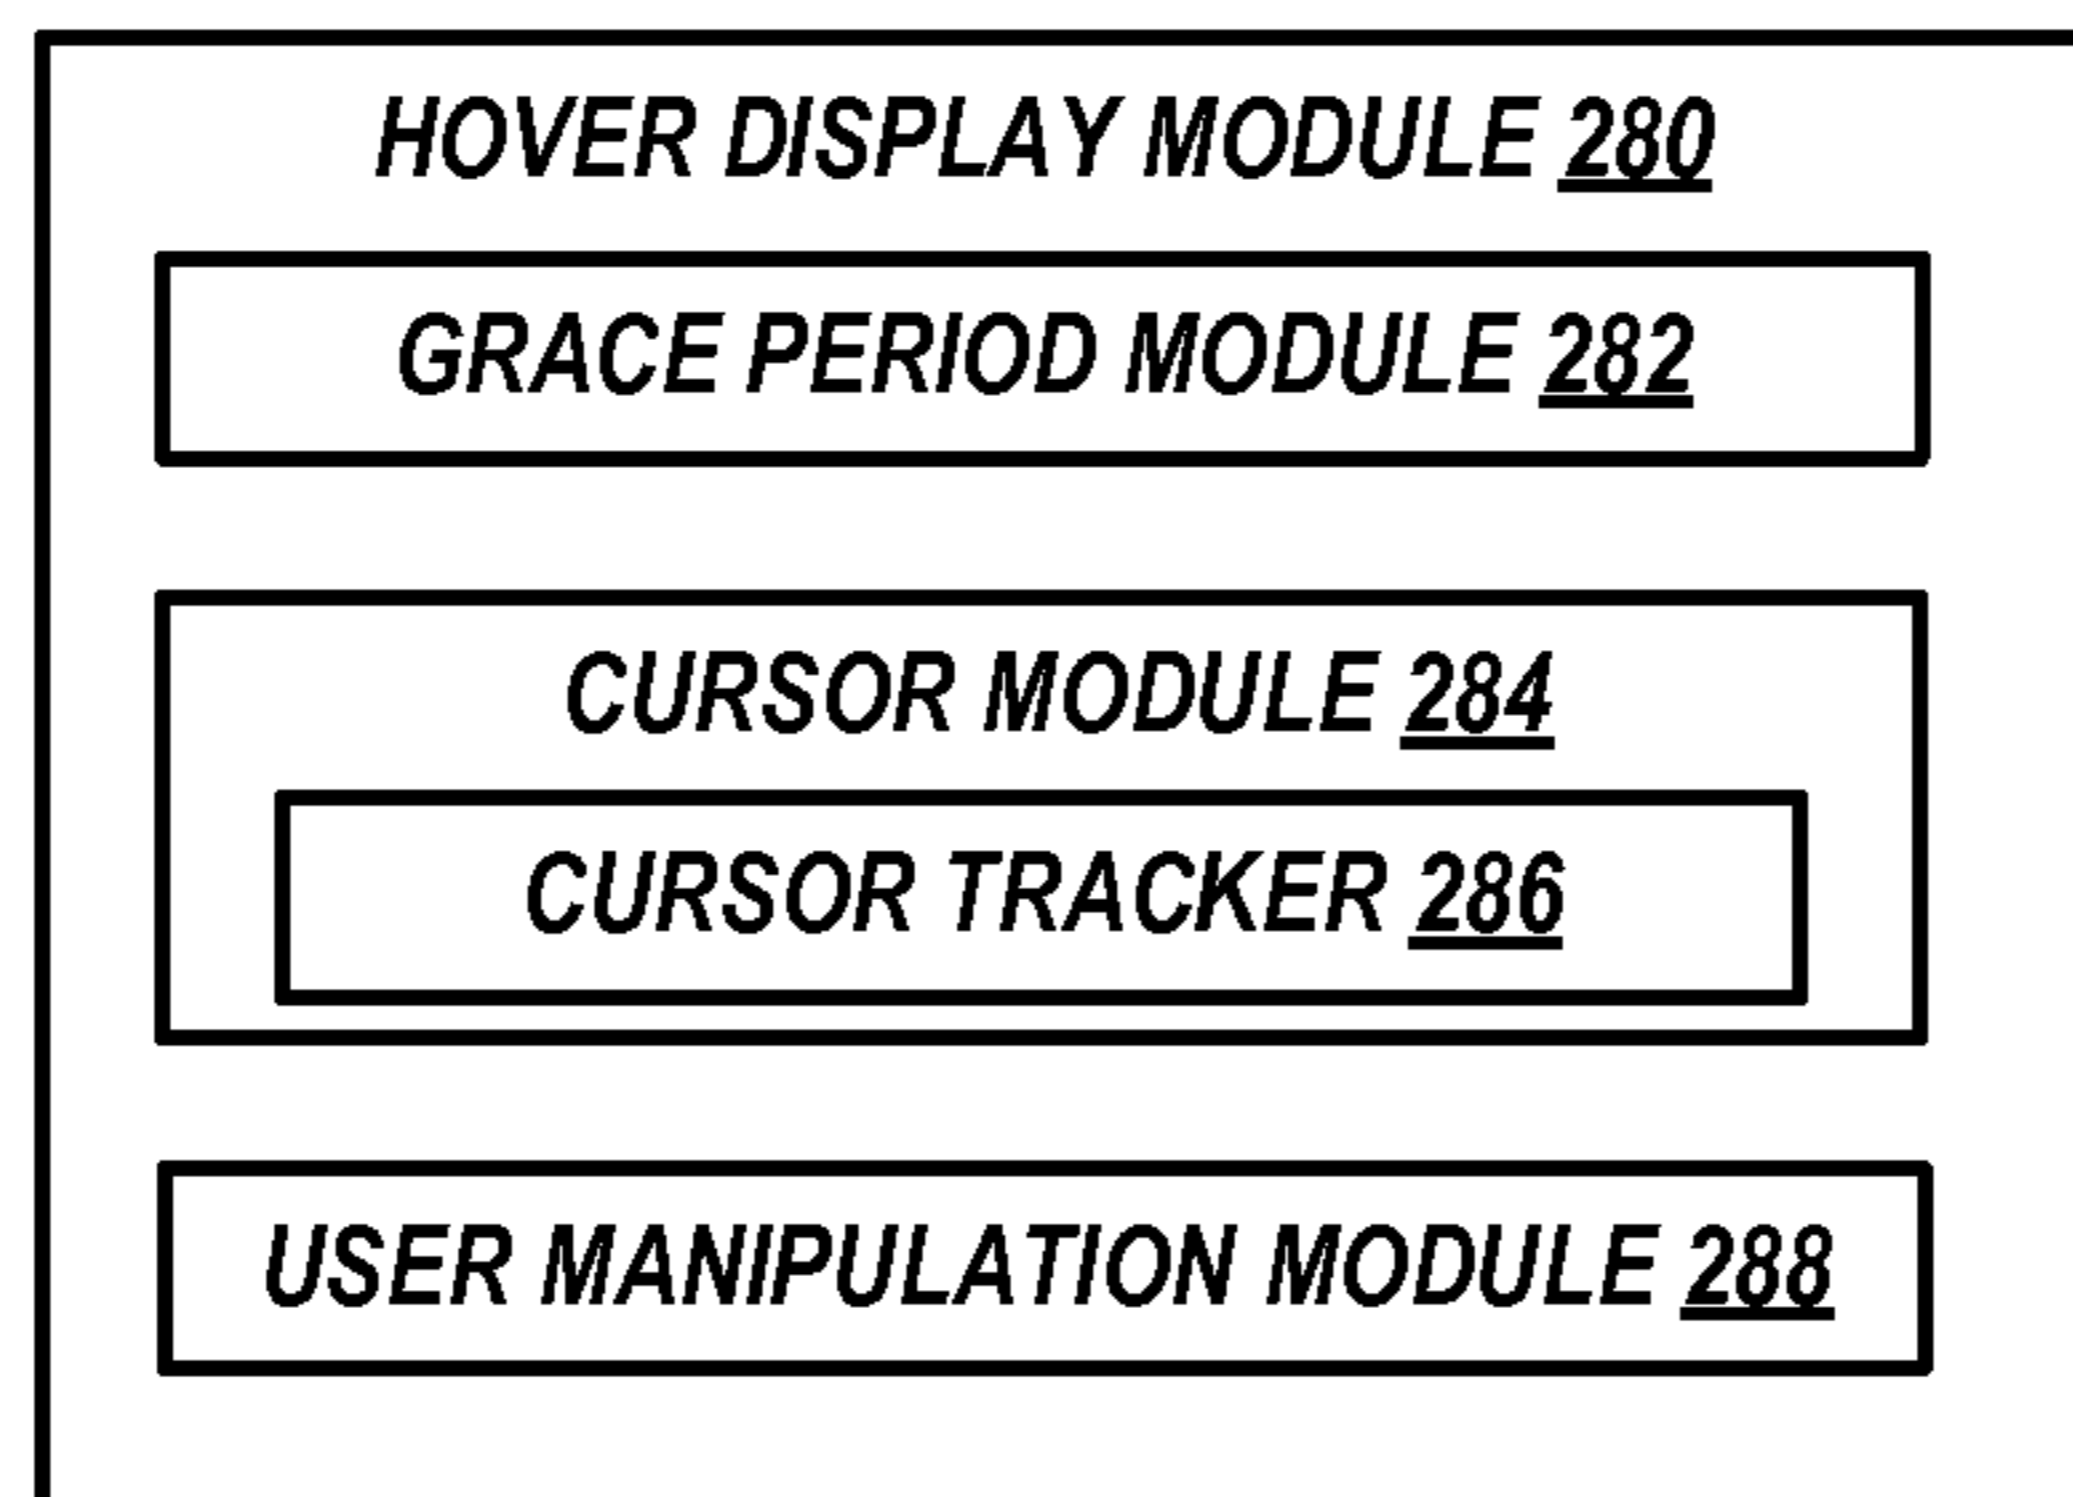 HOVER DISPLAY MODULE 280
GRACE PERIOD MODULE 282
CURSOR MODULE 284
CURSOR TRACKER 286
USER MANIPULATION MODULE 288